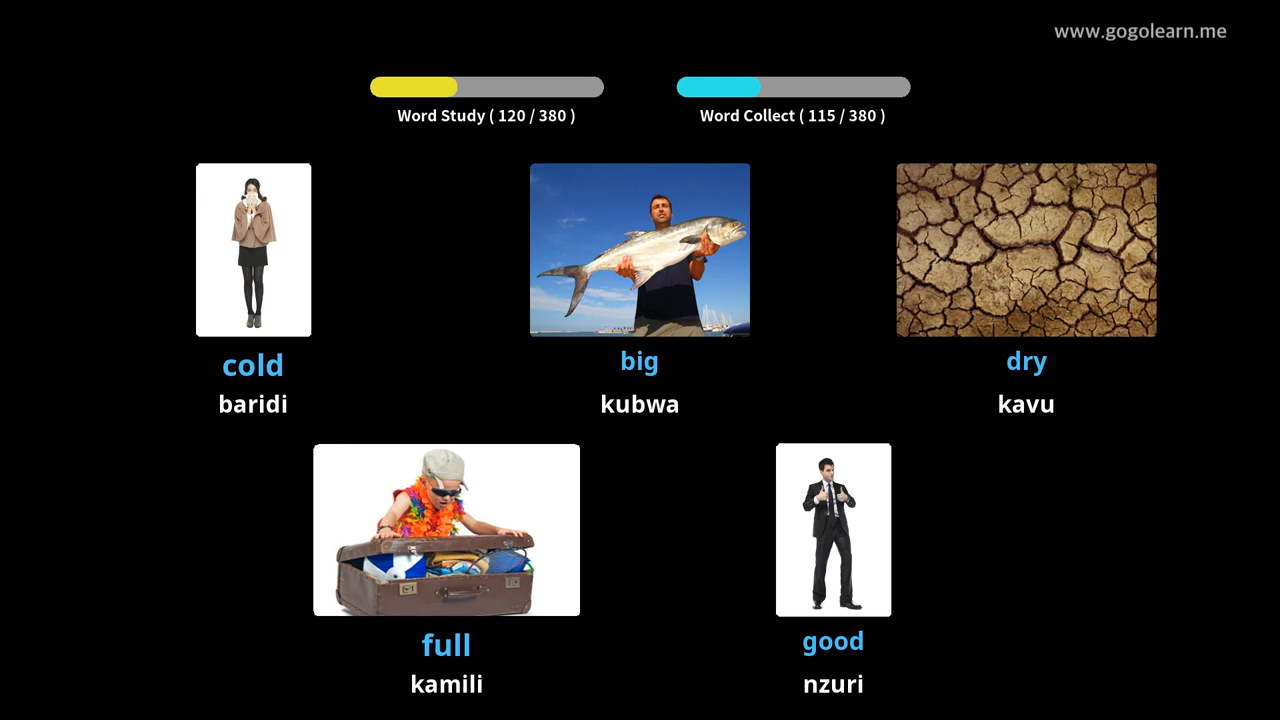 www.gogolearn.me
Word Study ( 120 / 380 )
Word Collect ( 115 / 380 )
cold
baridi
big
kubwa
dry
kavu
full
kamili
good
nzuri